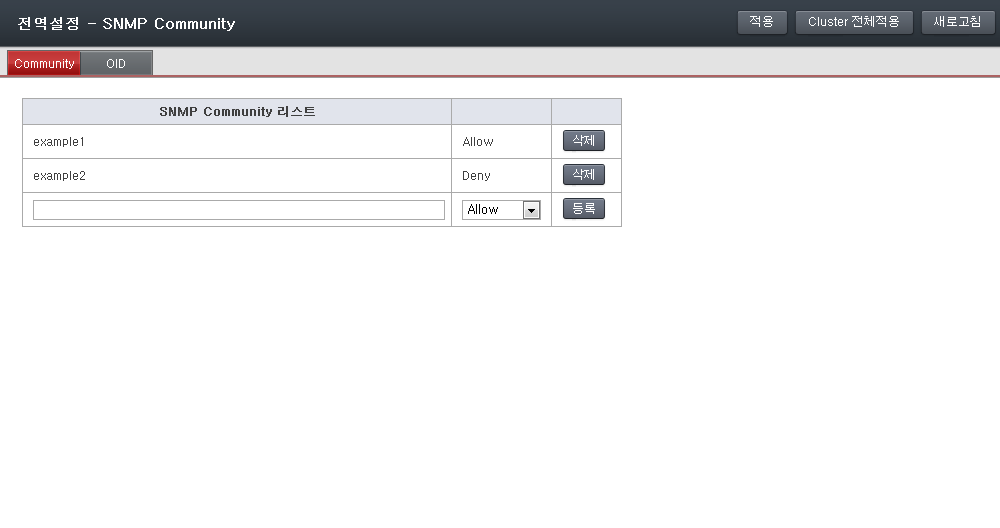 전역설정 - SNMP Community
적용 Cluster 전체적용 새로고침
Community OID
SNMP Community 리스트
example1 Allow 삭제
example2 Deny 삭제
Allow 등록